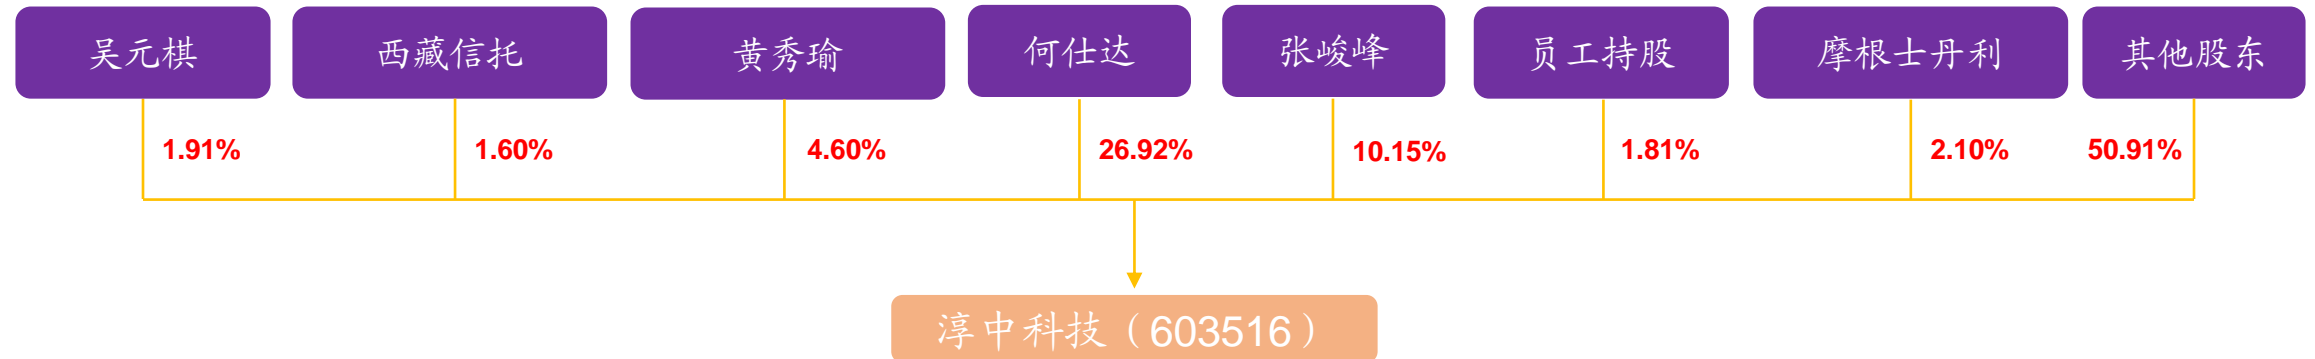 吴元棋
西藏信托
黄秀瑜
何仕达
张峻峰
员工持股
摩根士丹利
其他股东
1.91%
1.60%
4.60%
26.92%
10.15%
1.81%
2.10%
50.91%
淳中科技（603516）